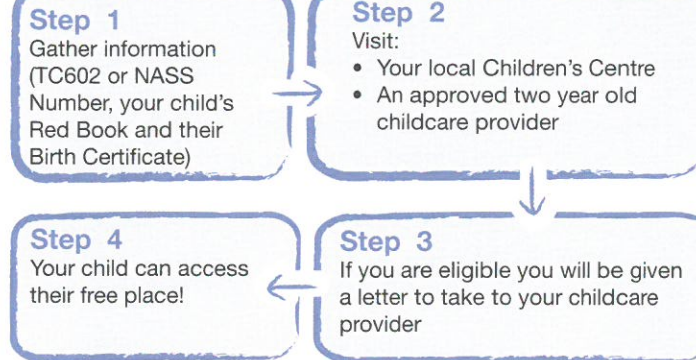 Step 1
Gather information
(TC602 or NASS
Number, your child's
Red Book and their
Birth Certificate)
Step 2
Visit:
• Your local Children's Centre
• An approved two year old
childcare provider
Step 3
If you are eligible you will be given
a letter to take to your childcare
provider
Step 4
Your child can access
their free place!